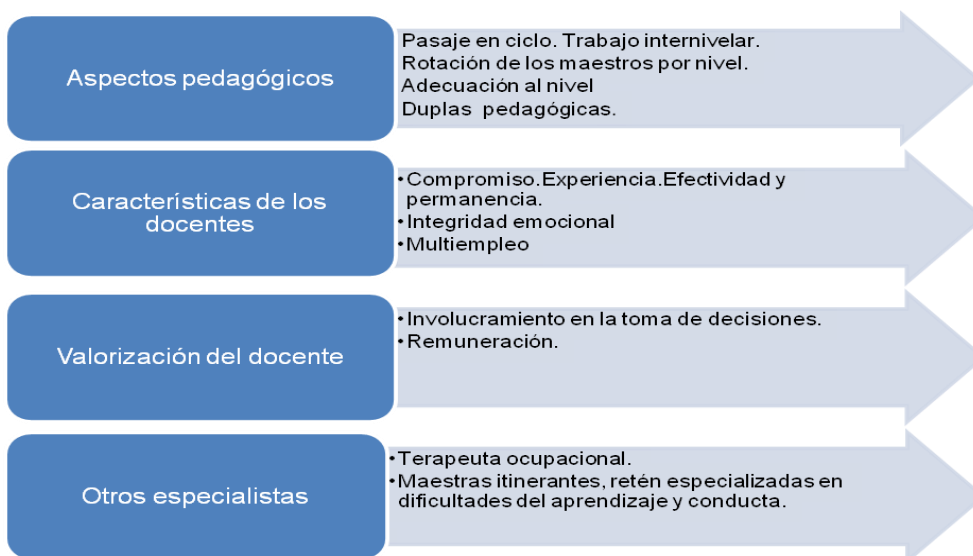 Aspectos pedagógicos
Pasaje en ciclo. Trabajo internivelar.
Rotación de los maestros por nivel.
Adecuación al nivel
Duplas pedagógicas.
Características de los
docentes
•Compromiso.Experiencia.Efectividad y
permanencia.
•Integridad emocional
•Multiempleo
Valorización del docente
•Involucramiento en la toma de decisiones.
•Remuneración.
Otros especialistas
•Terapeuta ocupacional.
•Maestras itinerantes, retén especializadas en
dificultades del aprendizaje y conducta.